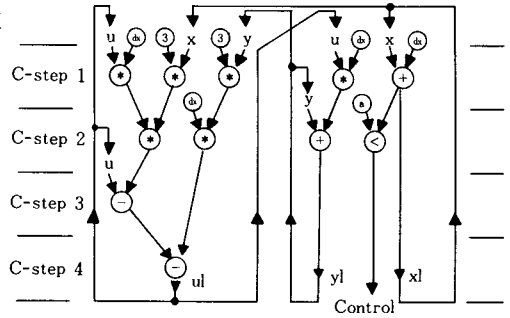 u dx 3 x 3 y u dx x dx
C-step 1 * * * * +
y
dx a
C-step 2 * * + <
u
C-step 3 -
C-step 4 -
ul yl xl
Control